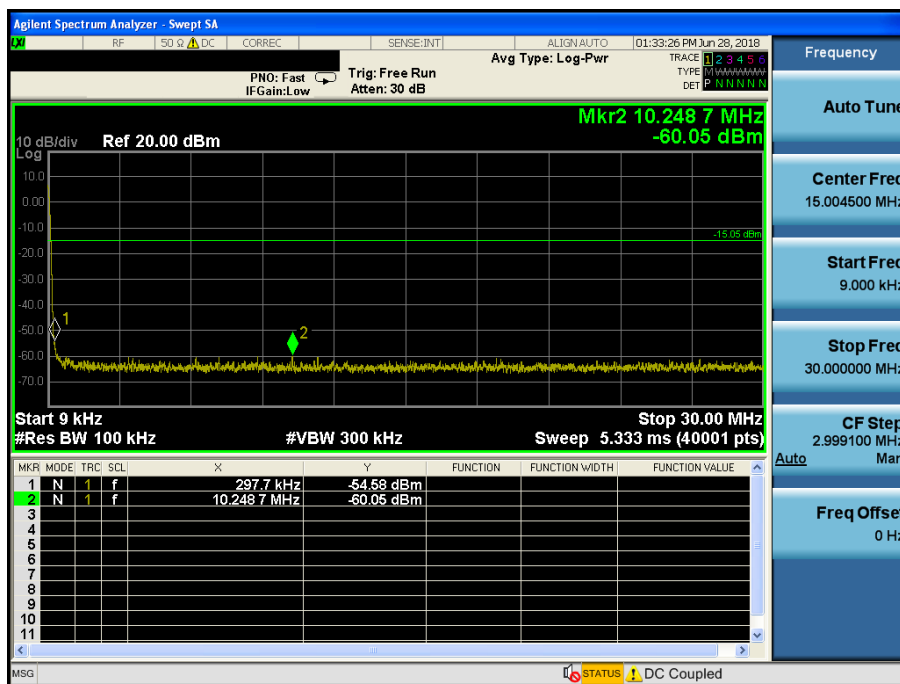 Agilent Spectrum Analyzer - Swept SA
LXI RF 50 Ω DC CORREC SENSE:INT ALIGN AUTO 01:33:26 PM Jun 28, 2018
Avg Type: Log-Pwr TRACE 1 2 3 4 5 6
PNO: Fast Trig: Free Run TYPE M W W W W W
IFGain:Low Atten: 30 dB DET P N N N N N
Mkr2 10.248 7 MHz
-60.05 dBm
10 dB/div Ref 20.00 dBm
Log
10.0
0.00
-10.0
-15.05 dBm
-20.0
-30.0
-40.0
1
-50.0
2
-60.0
-70.0
Start 9 kHz Stop 30.00 MHz
#Res BW 100 kHz #VBW 300 kHz Sweep 5.333 ms (40001 pts)
MKR MODE TRC SCL X Y FUNCTION FUNCTION WIDTH FUNCTION VALUE
1 N 1 f 297.7 kHz -54.58 dBm
2 N 1 f 10.248 7 MHz -60.05 dBm
3
4
5
6
7
8
9
10
11
MSG STATUS DC Coupled
Frequency
Auto Tune
Center Freq
15.004500 MHz
Start Freq
9.000 kHz
Stop Freq
30.000000 MHz
CF Step
2.999100 MHz
Auto Man
Freq Offset
0 Hz